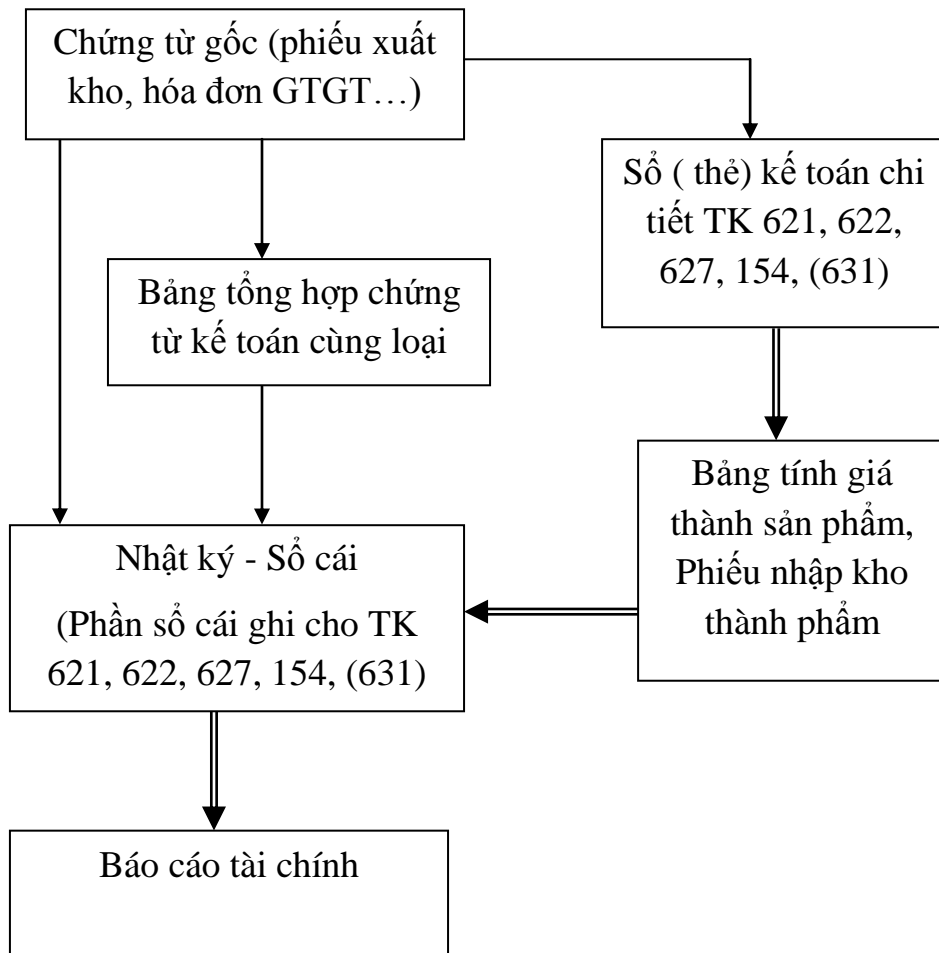 Chứng từ gốc (phiếu xuất
kho, hóa đơn GTGT…)
Sổ ( thẻ) kế toán chi
tiết TK 621, 622,
627, 154, (631)
Bảng tổng hợp chứng
từ kế toán cùng loại
Bảng tính giá
thành sản phẩm,
Phiếu nhập kho
thành phẩm
Nhật ký - Sổ cái
(Phần sổ cái ghi cho TK
621, 622, 627, 154, (631)
Báo cáo tài chính